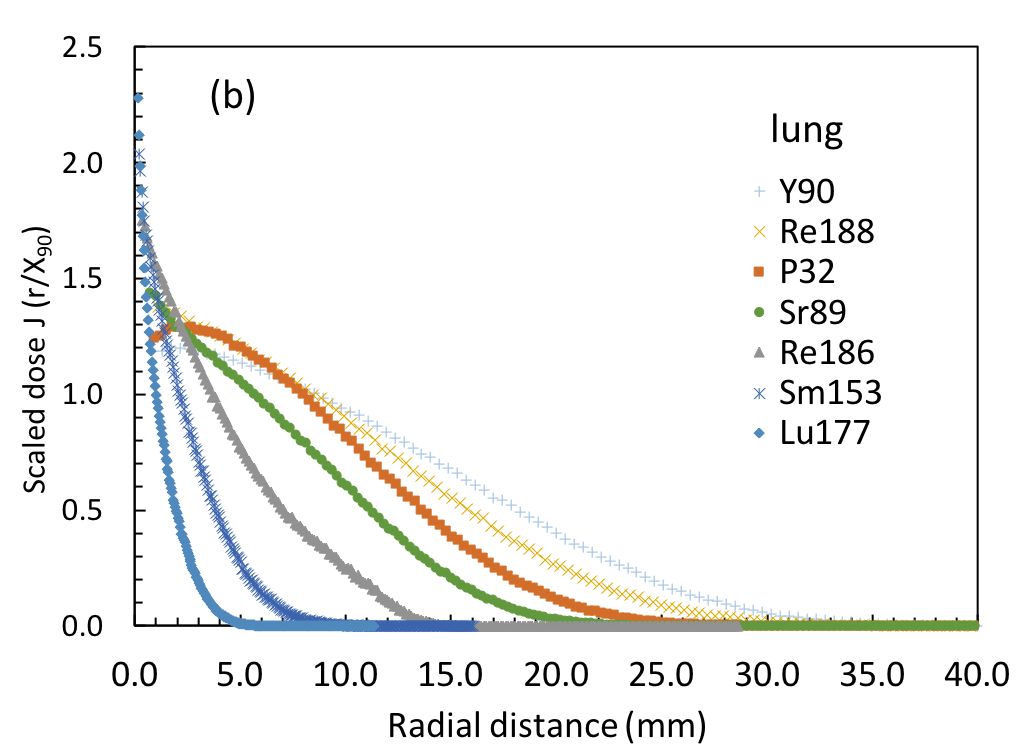 2.5
2.0
1.5
1.0
0.5
0.0
0.0 5.0 10.0 15.0 20.0 25.0 30.0 35.0 40.0
Scaled dose J (r/X90)
Radial distance (mm)
(b)
lung
Y90
Re188
P32
Sr89
Re186
Sm153
Lu177